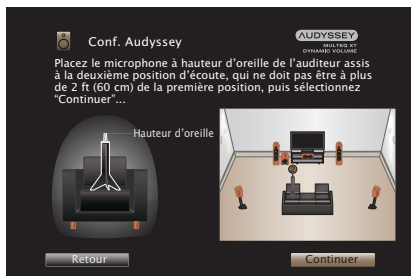 Conf. Audyssey
AUDYSSEY
MULTEQ XT
DYNAMIC VOLUME
Placez le microphone à hauteur d'oreille de l'auditeur assis
à la deuxième position d'écoute, qui ne doit pas être à plus
de 2 ft (60 cm) de la première position, puis sélectionnez
"Continuer"...
Hauteur d'oreille
Retour
Continuer